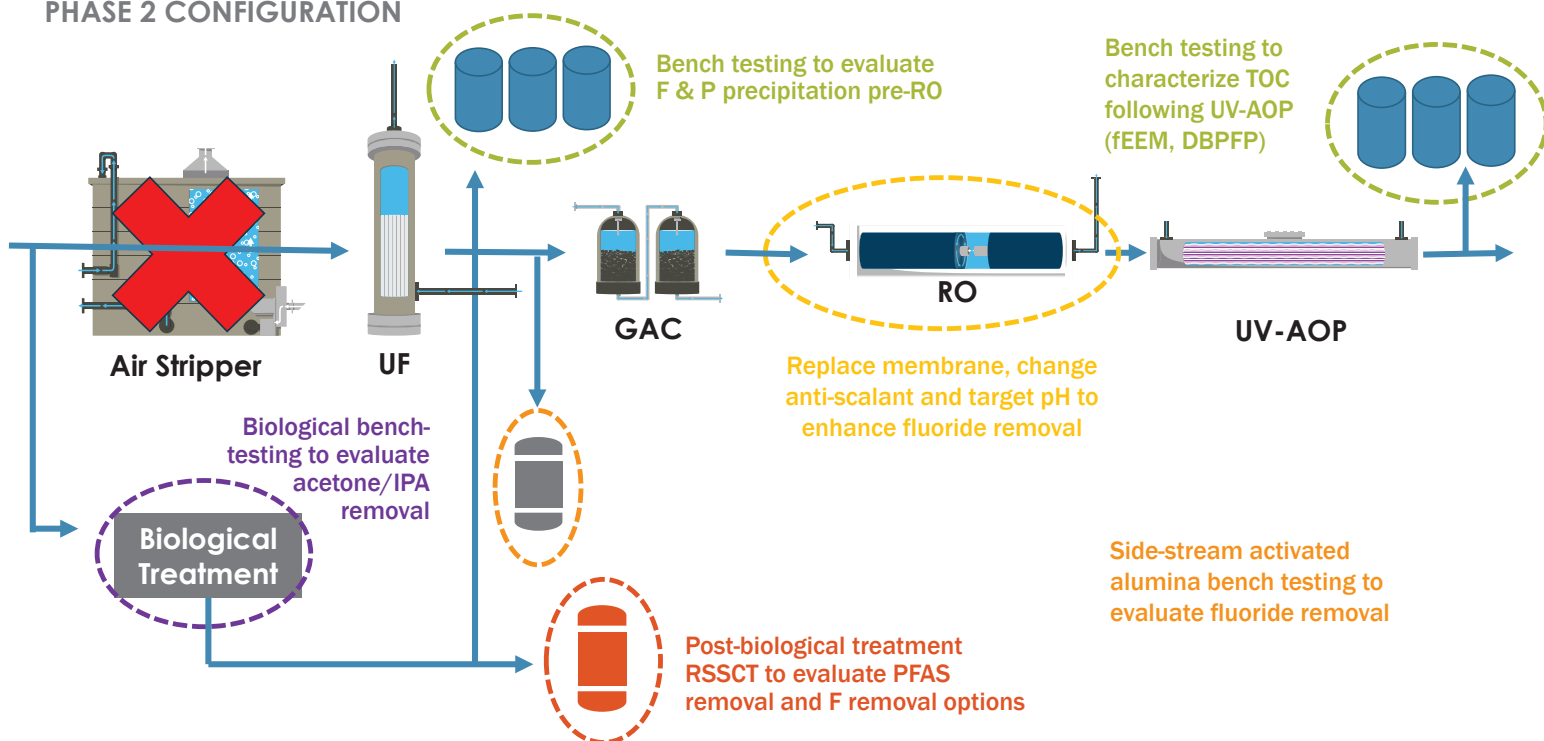 PHASE 2 CONFIGURATION
Bench testing to evaluate
F & P precipitation pre-RO
Bench testing to
characterize TOC
following UV-AOP
(fEEM, DBPFP)
Air Stripper
UF
GAC
RO
UV-AOP
Replace membrane, change
anti-scalant and target pH to
enhance fluoride removal
Biological bench-
testing to evaluate
acetone/IPA
removal
Biological
Treatment
Side-stream activated
alumina bench testing to
evaluate fluoride removal
Post-biological treatment
RSSCT to evaluate PFAS
removal and F removal options